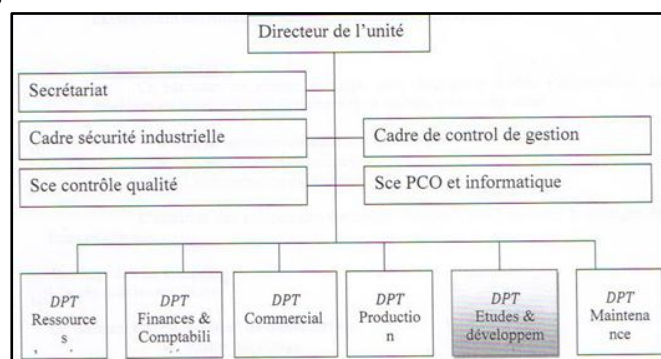 Directeur de l'unité
Secrétariat
Cadre sécurité industrielle
Cadre de control de gestion
Sce contrôle qualité
Sce PCO et informatique
DPT
Ressource
s
DPT
Finances &
Comptabili
DPT
Commercial
DPT
Productio
n
DPT
Etudes &
développem
DPT
Maintena
nce